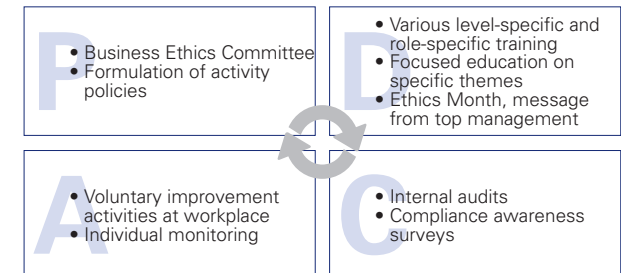 P
• Business Ethics Committee
• Formulation of activity
policies
D
• Various level-specific and
role-specific training
• Focused education on
specific themes
• Ethics Month, message
from top management
A
• Voluntary improvement
activities at workplace
• Individual monitoring
C
• Internal audits
• Compliance awareness
surveys